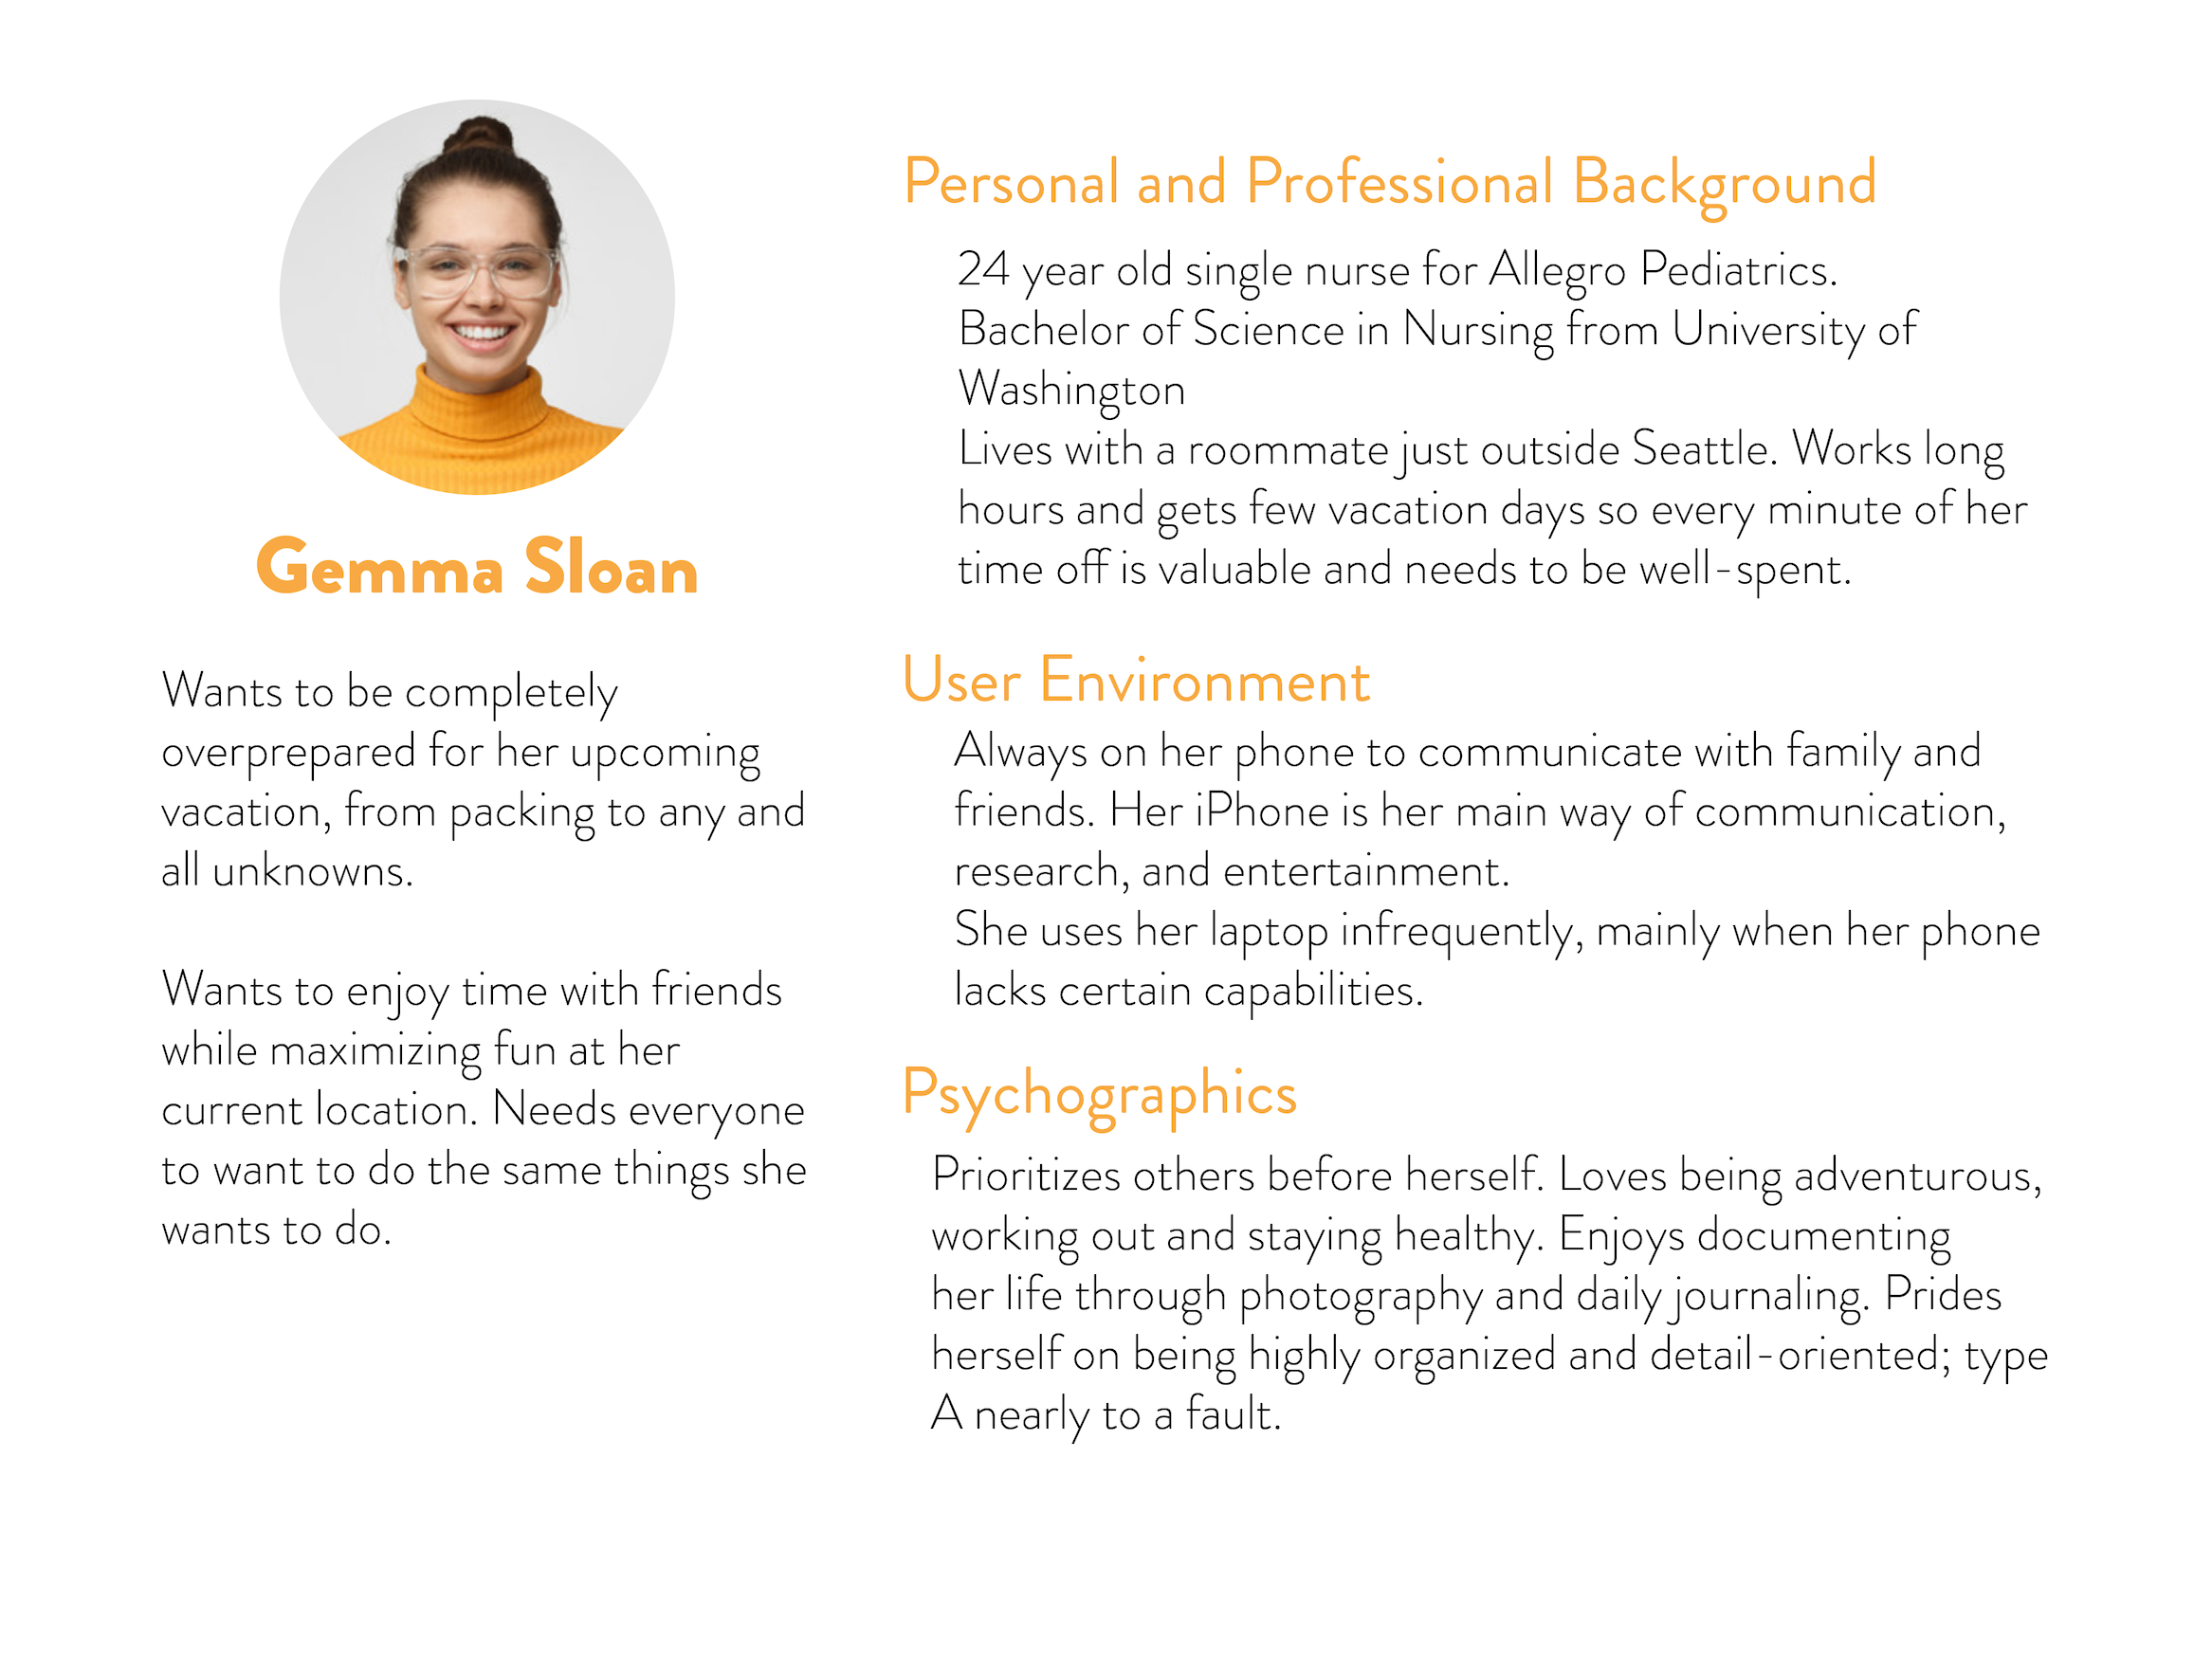 Gemma Sloan
Wants to be completely
overprepared for her upcoming
vacation, from packing to any and
all unknowns.
Wants to enjoy time with friends
while maximizing fun at her
current location. Needs everyone
to want to do the same things she
wants to do.
Personal and Professional Background
24 year old single nurse for Allegro Pediatrics.
Bachelor of Science in Nursing from University of
Washington
Lives with a roommate just outside Seattle. Works long
hours and gets few vacation days so every minute of her
time off is valuable and needs to be well-spent.
User Environment
Always on her phone to communicate with family and
friends. Her iPhone is her main way of communication,
research, and entertainment.
She uses her laptop infrequently, mainly when her phone
lacks certain capabilities.
Psychographics
Prioritizes others before herself. Loves being adventurous,
working out and staying healthy. Enjoys documenting
her life through photography and daily journaling. Prides
herself on being highly organized and detail-oriented; type
A nearly to a fault.